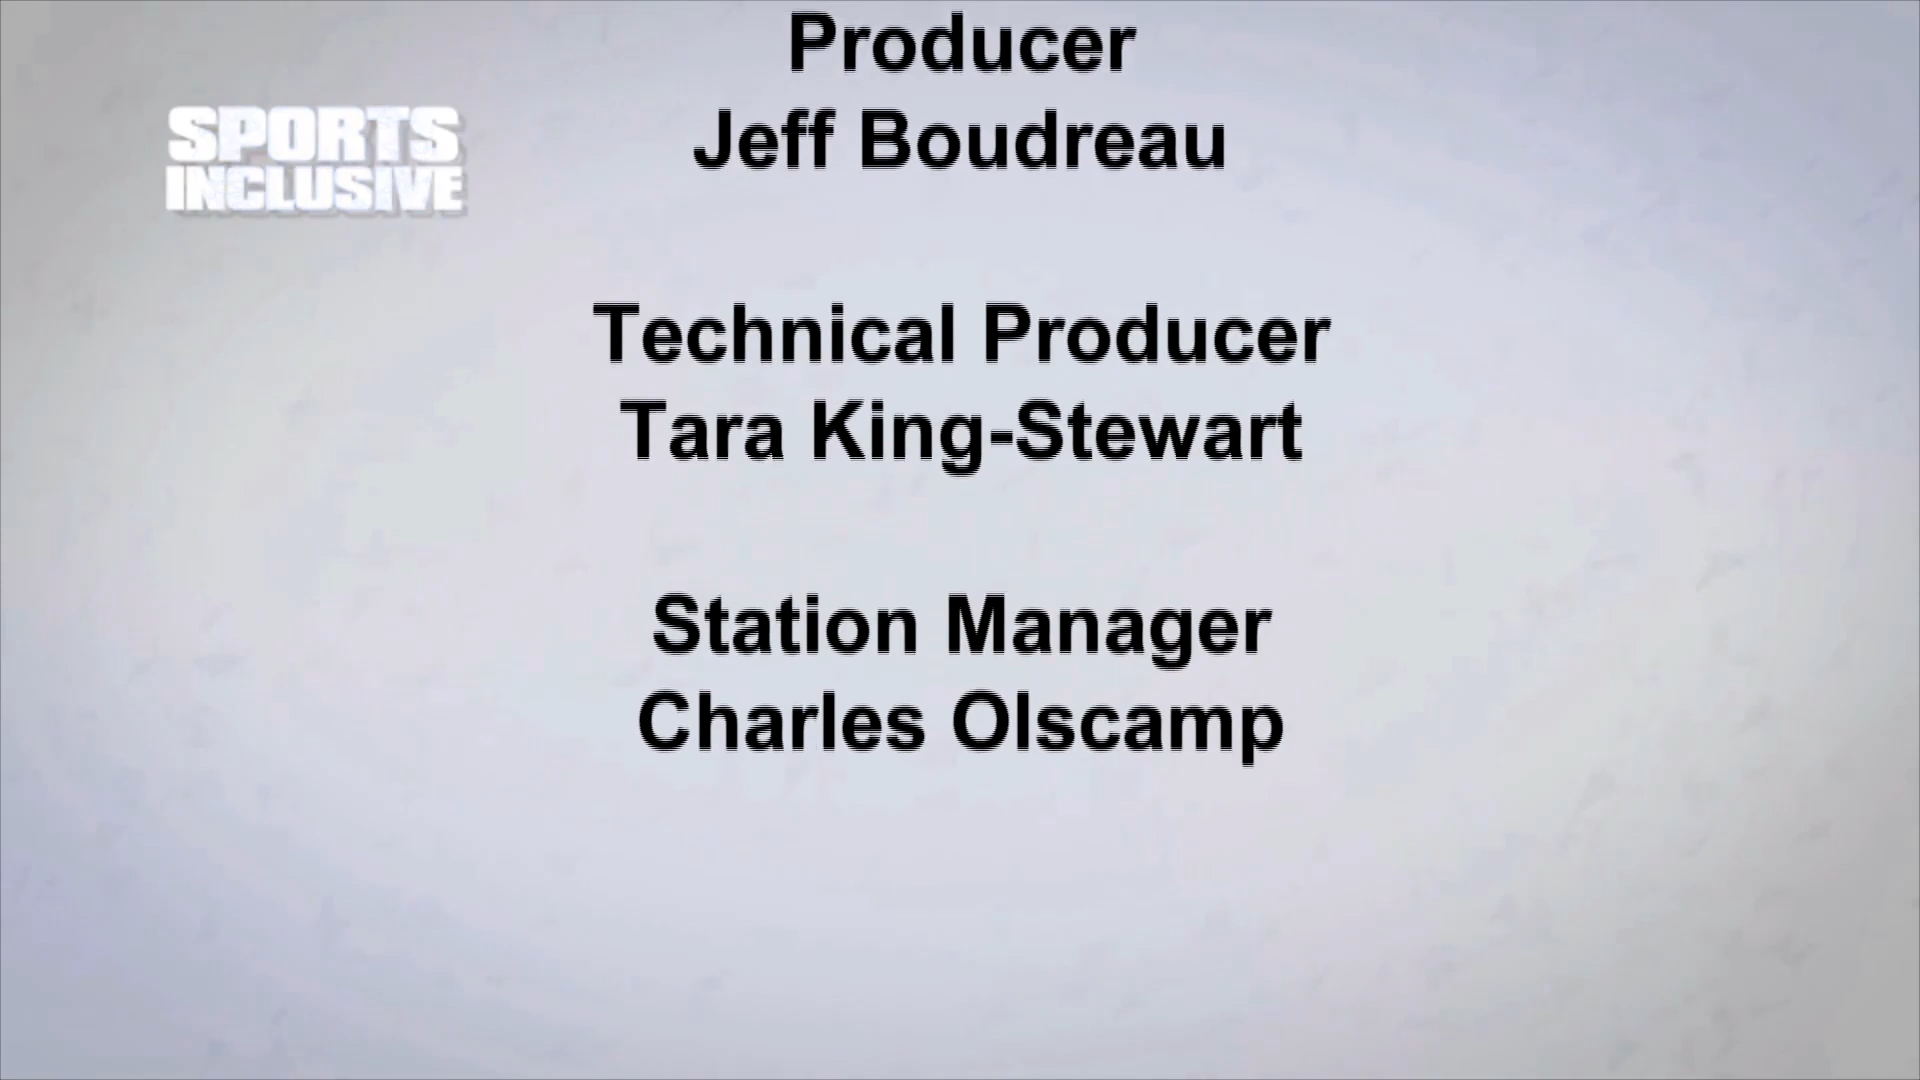 Producer
Jeff Boudreau
SPORTS
INCLUSIVE
Technical Producer
Tara King-Stewart
Station Manager
Charles Olscamp